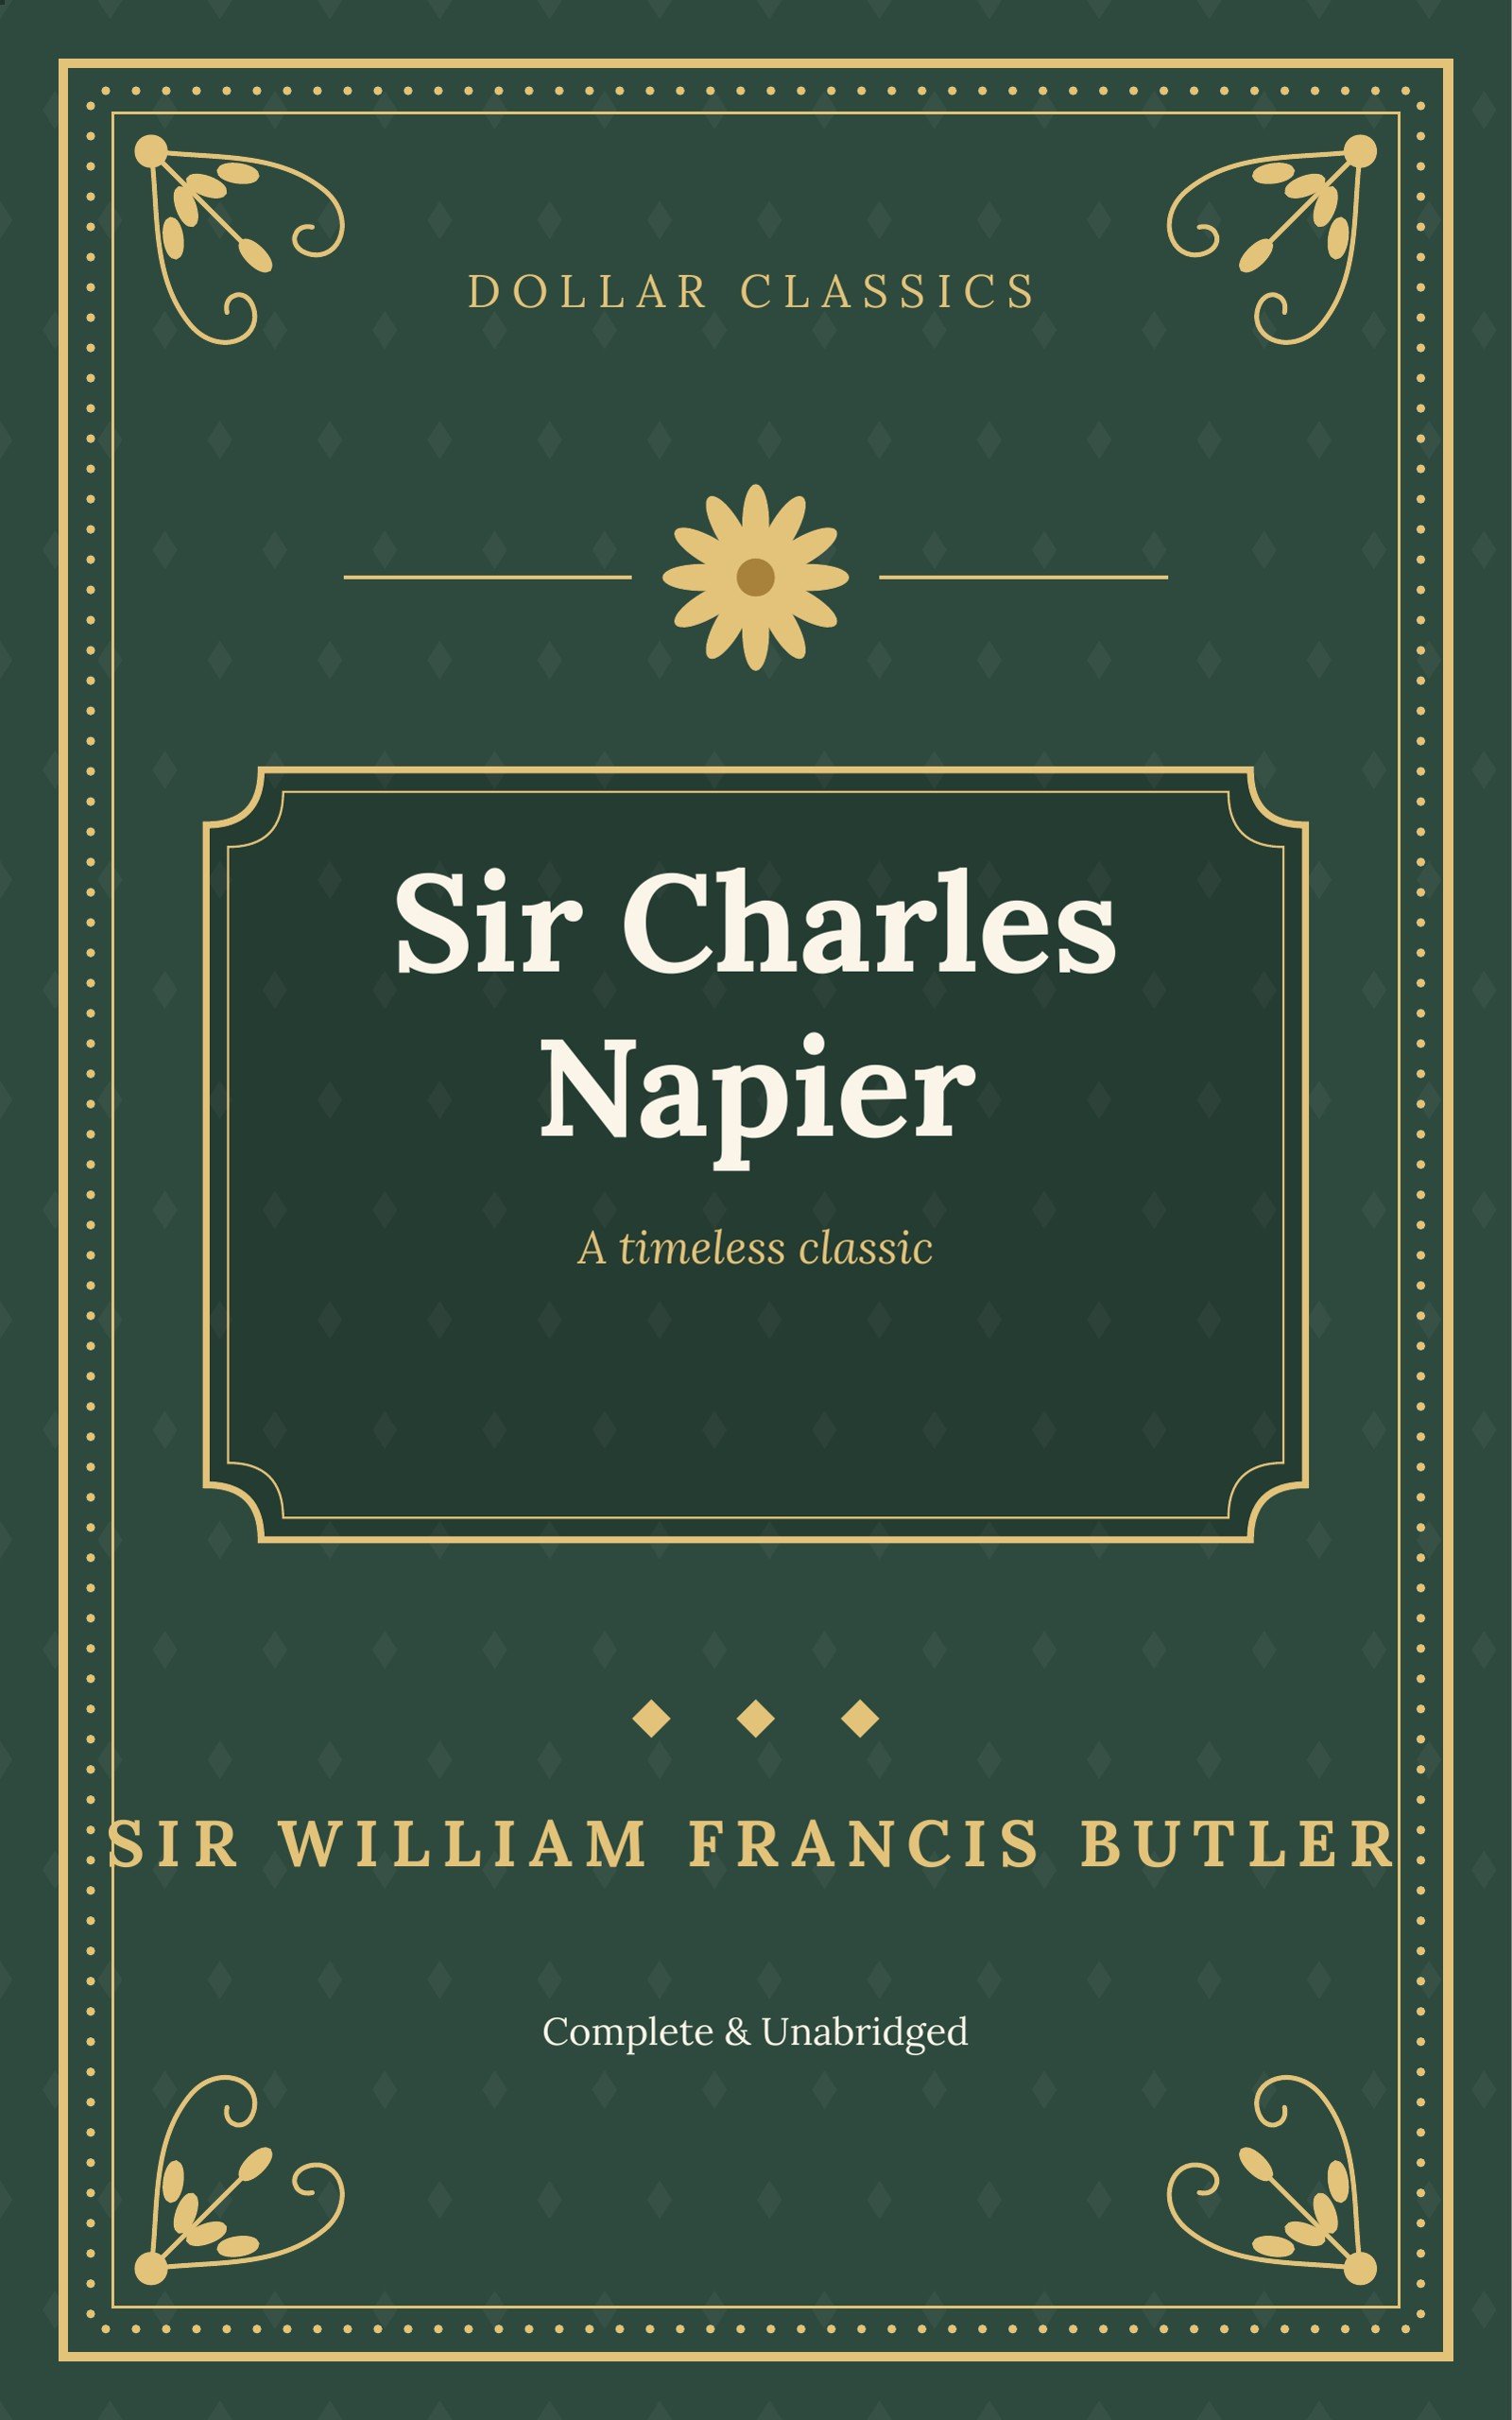 DOLLAR CLASSICS
Sir Charles
Napier
A timeless classic
SIR WILLIAM FRANCIS BUTLER
Complete & Unabridged